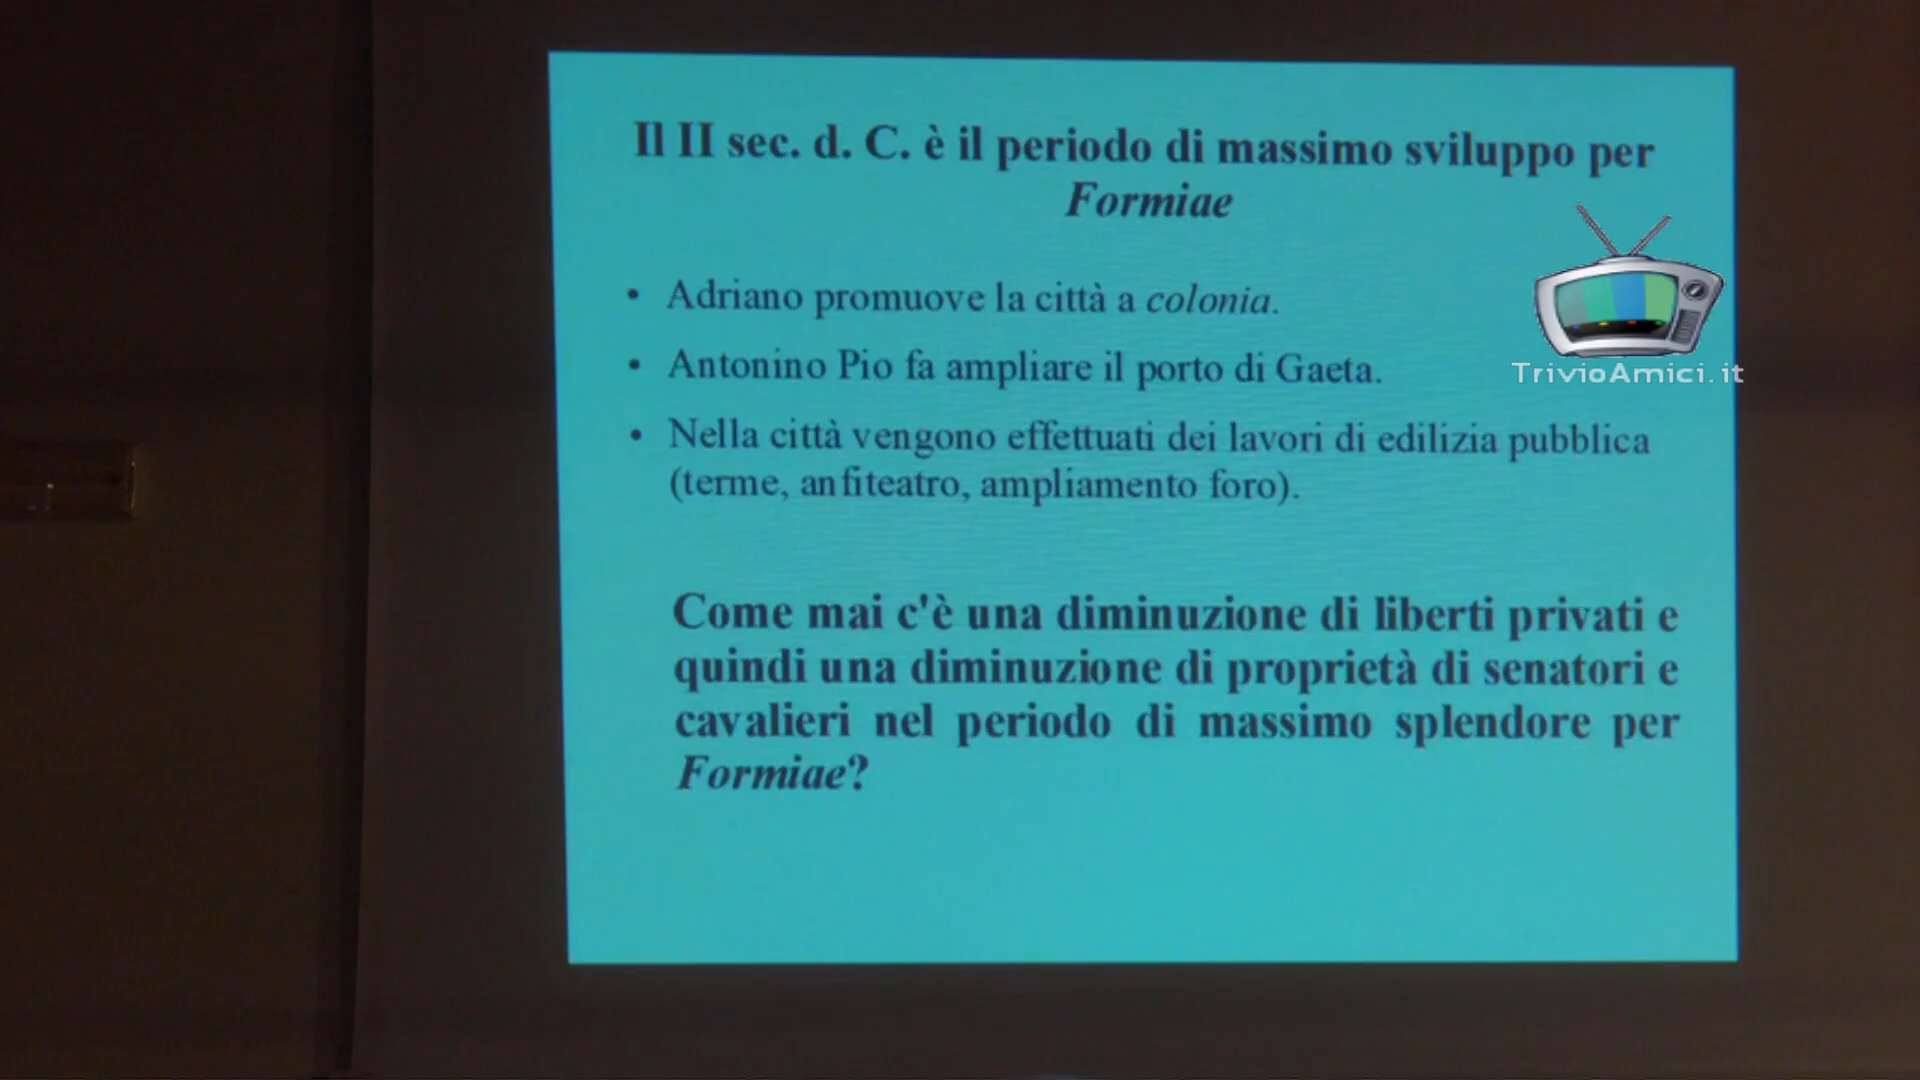 Il II sec. d. C. è il periodo di massimo sviluppo per
Formiae
• Adriano promuove la città a colonia.
• Antonino Pio fa ampliare il porto di Gaeta.
• Nella città vengono effettuati dei lavori di edilizia pubblica
(terme, anfiteatro, ampliamento foro).
Come mai c'è una diminuzione di liberti privati e
quindi una diminuzione di proprietà di senatori e
cavalieri nel periodo di massimo splendore per
Formiae?
TrivioAmici.it